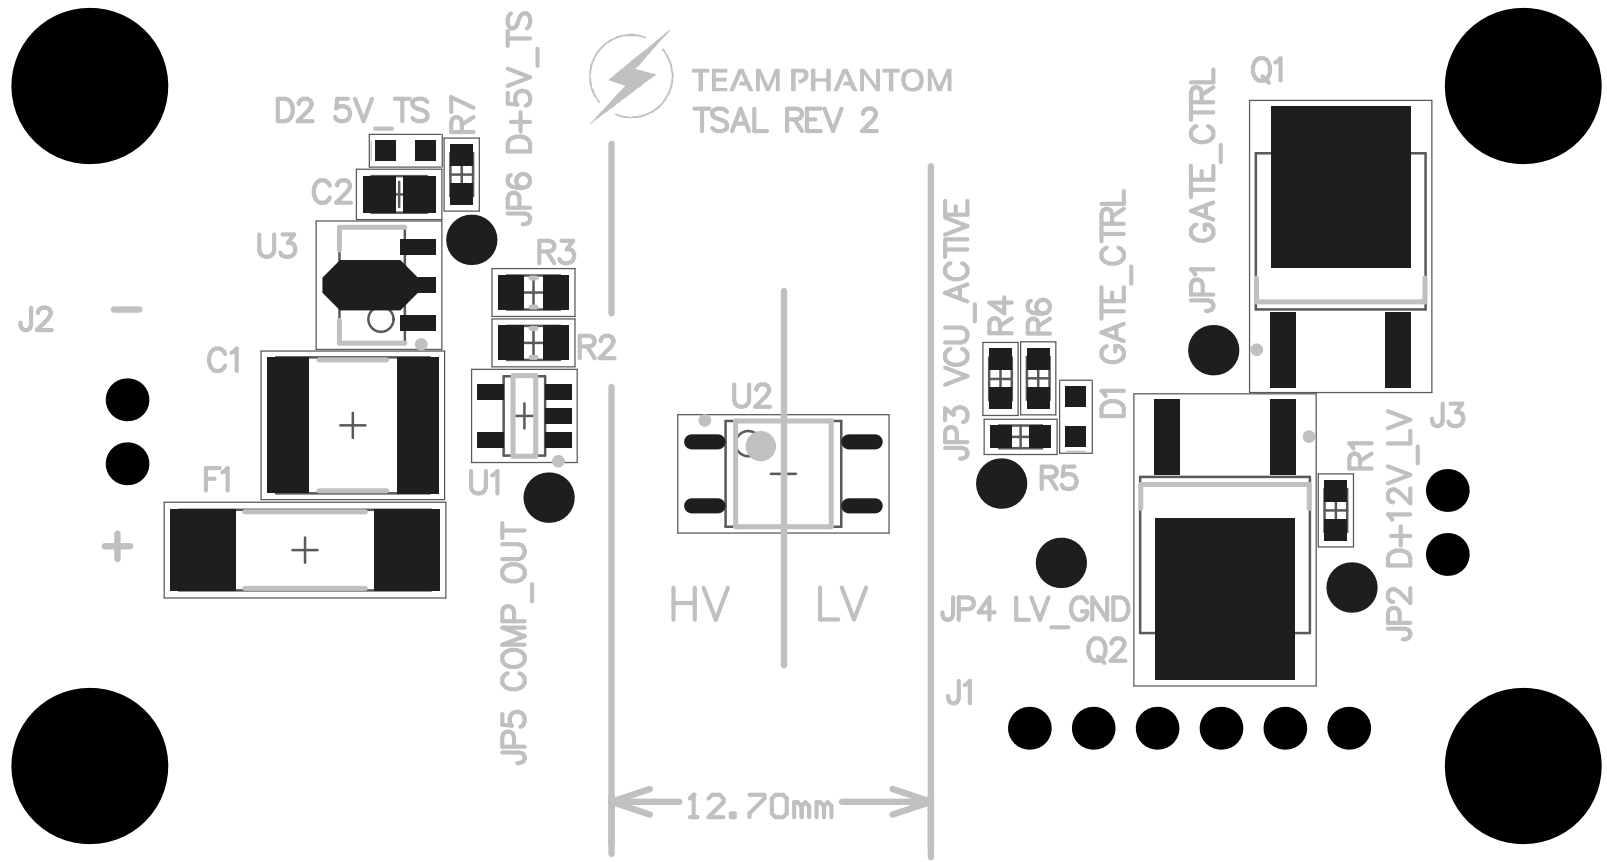 TEAM PHANTOM
TSAL REV 2
D2 5V_TS
R7
JP6 D+5V_TS
C2
U3
R3
J2
−
R2
C1
U2
F1
U1
+
JP5 COMP_OUT
HV
LV
12.70mm
Q1
JP1 GATE_CTRL
D1 GATE_CTRL
JP3 VCU_ACTIVE
R4
R6
R5
J3
R1
JP2 D+12V_LV
JP4 LV_GND
Q2
J1